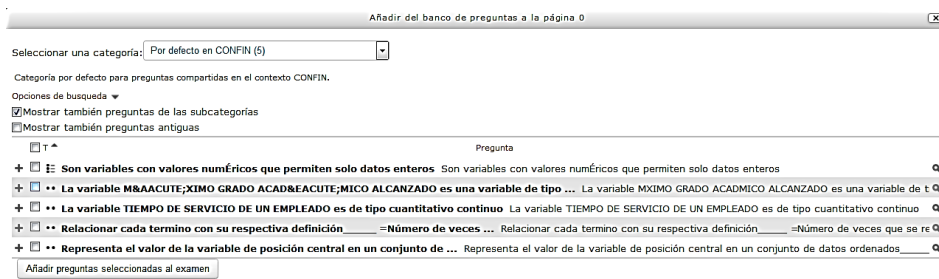 Añadir del banco de preguntas a la página 0
Seleccionar una categoría: Por defecto en CONFIN (5)
Categoría por defecto para preguntas compartidas en el contexto CONFIN.
Opciones de busqueda
Mostrar también preguntas de las subcategorías
Mostrar también preguntas antiguas
T Pregunta
Son variables con valores numÉricos que permiten solo datos enteros Son variables con valores numÉricos que permiten solo datos enteros
La variable M&AACUTE;XIMO GRADO ACAD&EACUTE;MICO ALCANZADO es una variable de tipo ... La variable MXIMO GRADO ACADMICO ALCANZADO es una variable de t
La variable TIEMPO DE SERVICIO DE UN EMPLEADO es de tipo cuantitativo continuo La variable TIEMPO DE SERVICIO DE UN EMPLEADO es de tipo cuantitativo continuo
Relacionar cada termino con su respectiva definición_____ =Número de veces ... Relacionar cada termino con su respectiva definición_____ =Número de veces que se re
Representa el valor de la variable de posición central en un conjunto de ... Representa el valor de la variable de posición central en un conjunto de datos ordenados_____
Añadir preguntas seleccionadas al examen